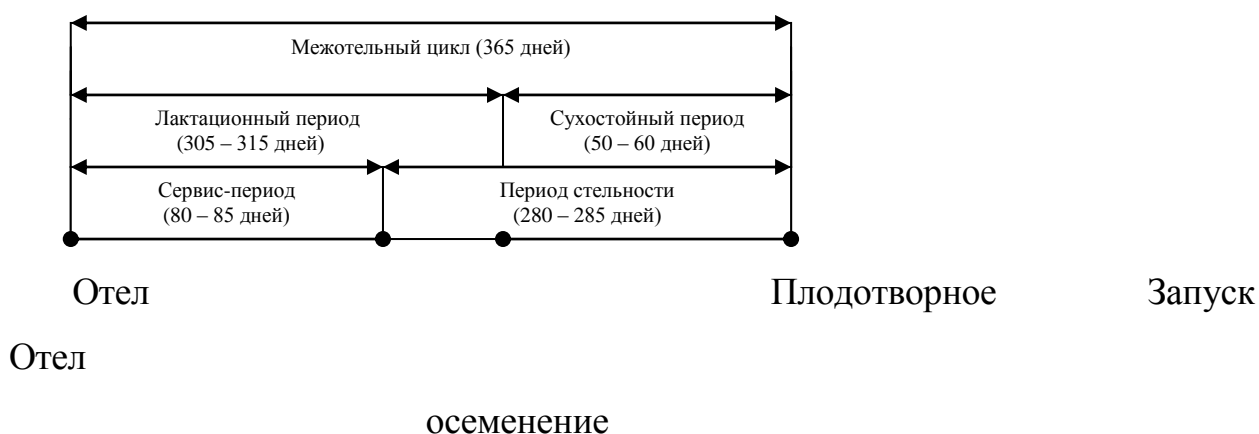 Межотельный цикл (365 дней)
Лактационный период
(305 – 315 дней)
Сухостойный период
(50 – 60 дней)
Сервис-период
(80 – 85 дней)
Период стельности
(280 – 285 дней)
Отел Плодотворное Запуск
Отел
осеменение